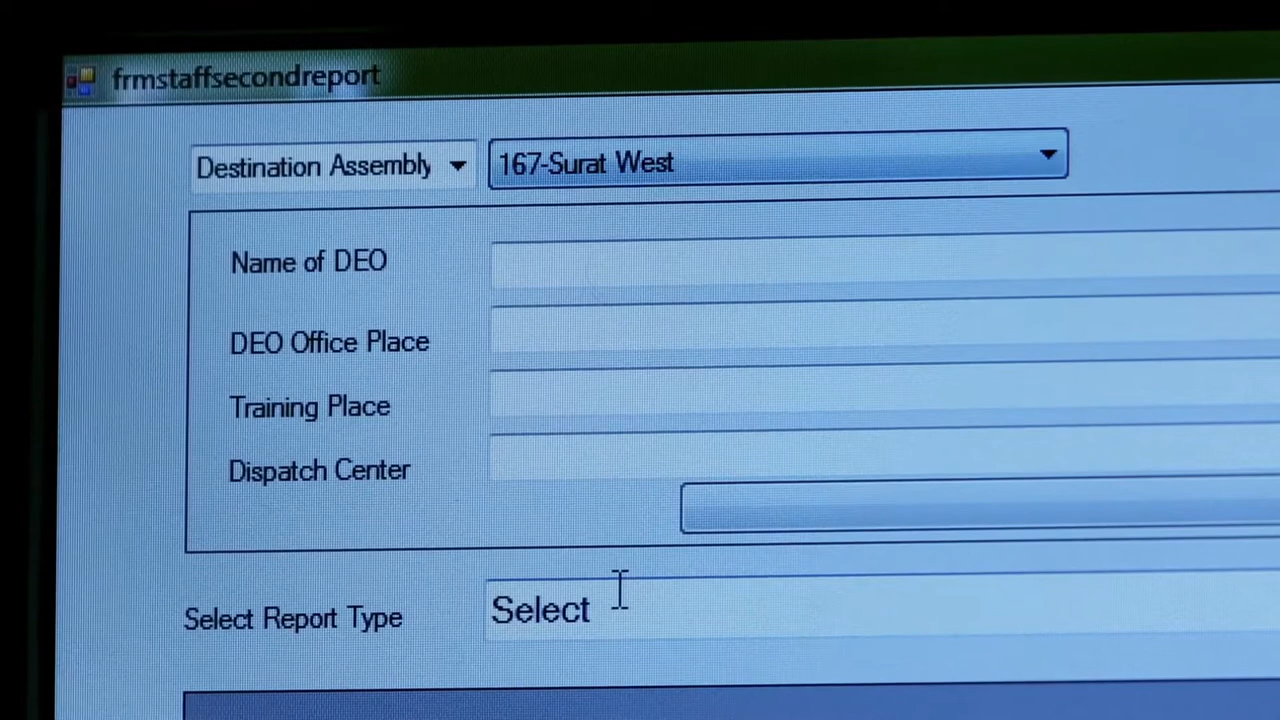 frmstaffsecondreport
Destination Assembly 167-Surat West
Name of DEO
DEO Office Place
Training Place
Dispatch Center
Select Report Type Select